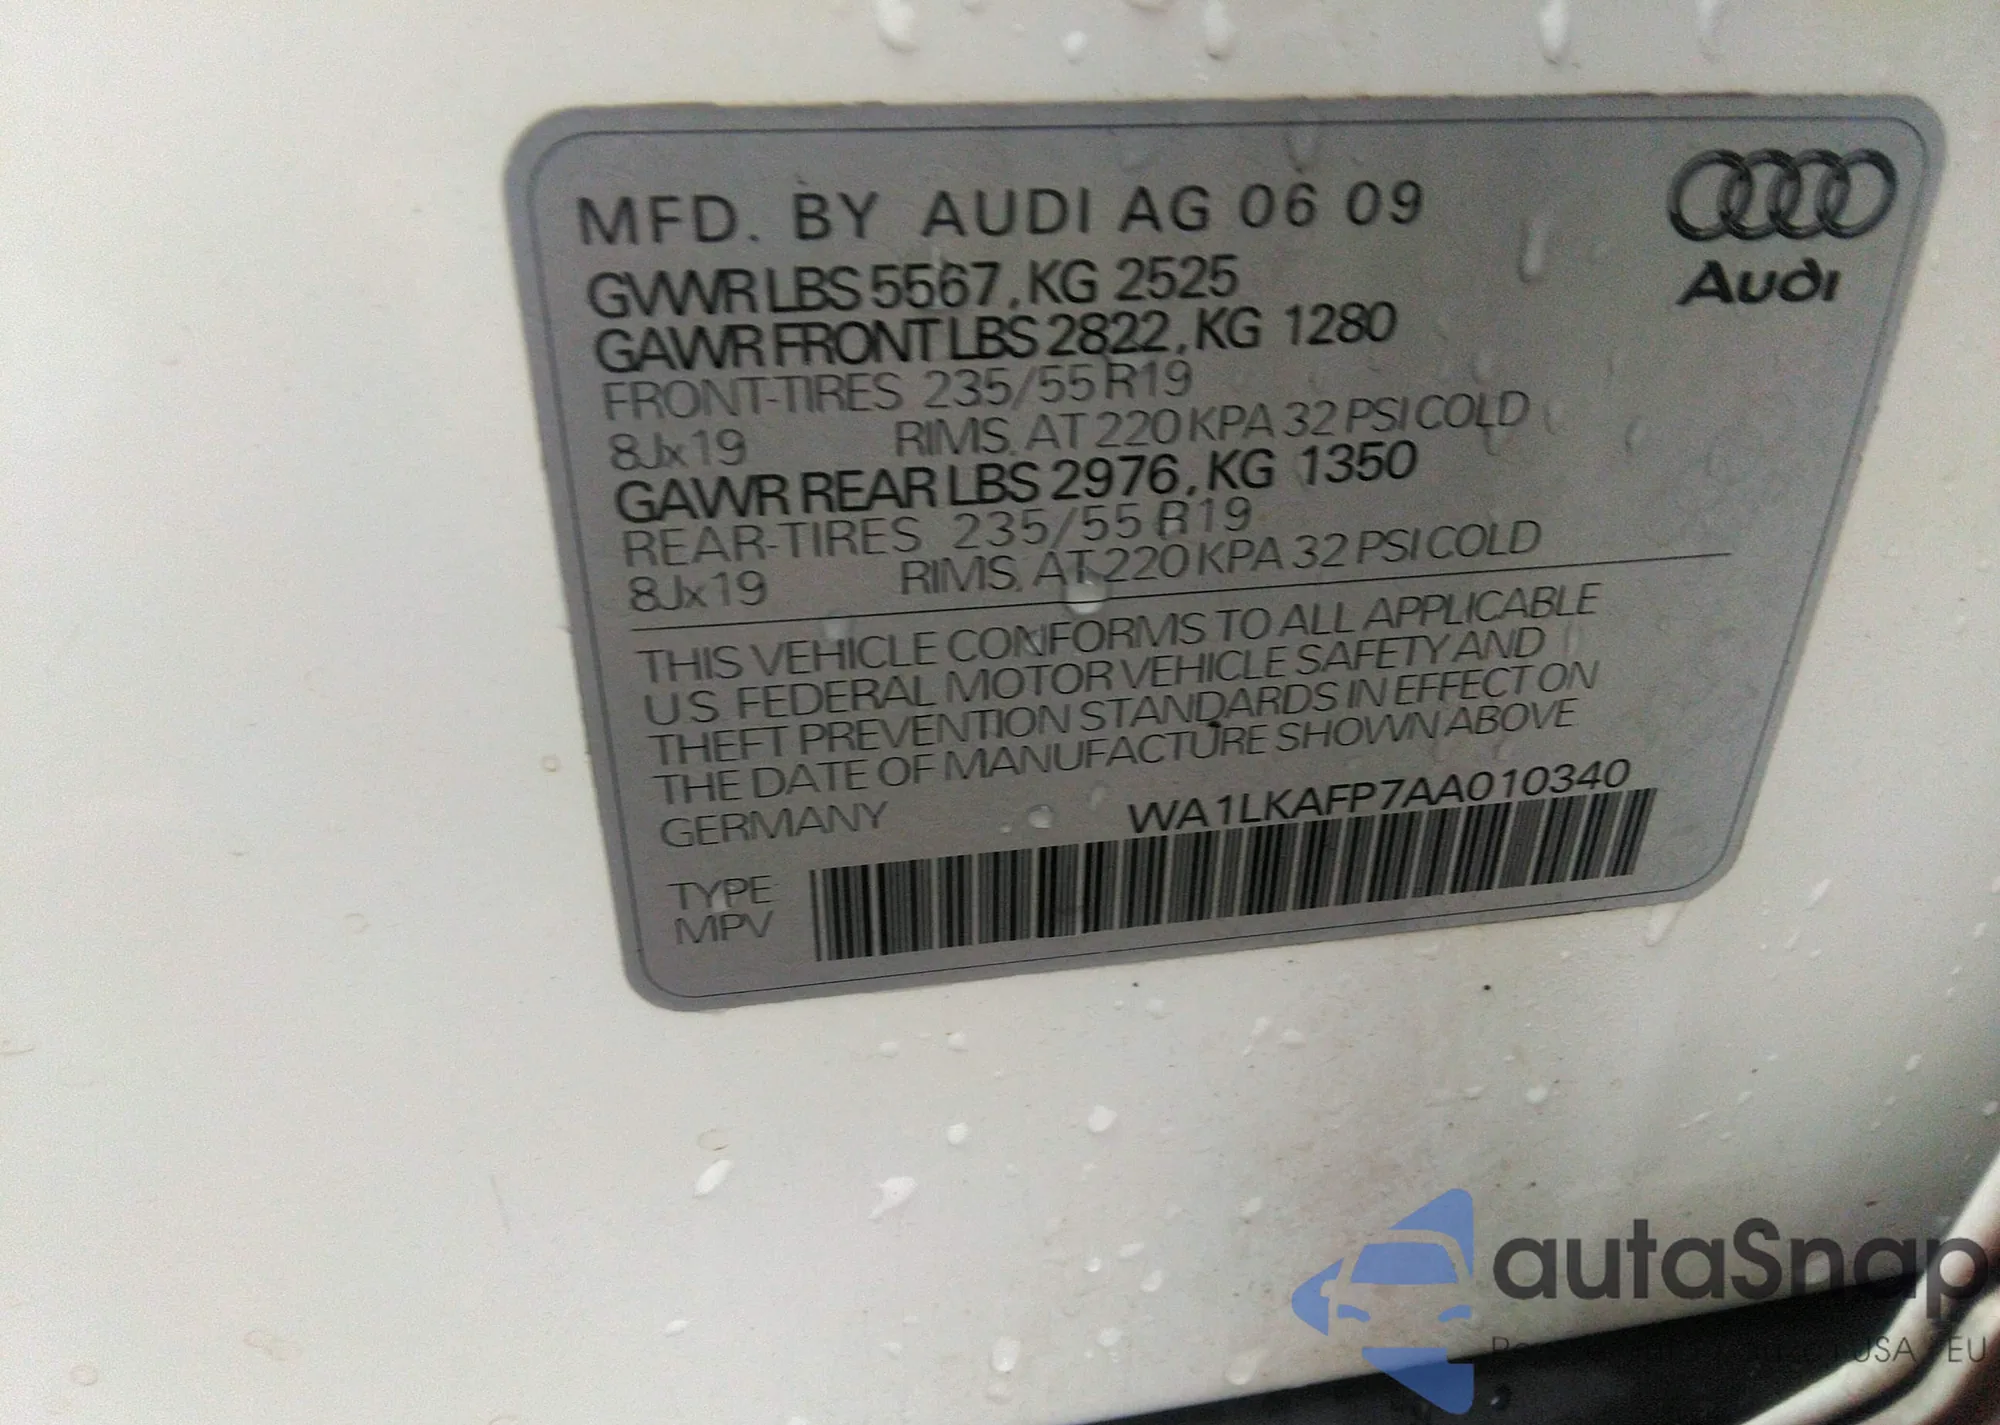 MFD. BY AUDI AG 06 09
GVWR LBS 5567, KG 2525
GAWR FRONT LBS 2822, KG 1280
FRONT-TIRES 235/55 R19
8Jx19 RIMS, AT 220 KPA 32 PSI COLD
GAWR REAR LBS 2976, KG 1350
REAR-TIRES 235/55 R19
8Jx19 RIMS, AT 220 KPA 32 PSI COLD
THIS VEHICLE CONFORMS TO ALL APPLICABLE
U.S. FEDERAL MOTOR VEHICLE SAFETY AND
THEFT PREVENTION STANDARDS IN EFFECT ON
THE DATE OF MANUFACTURE SHOWN ABOVE
GERMANY WA1LKAFP7AA010340
TYPE
MPV
Audi
autaSnap
USA EU